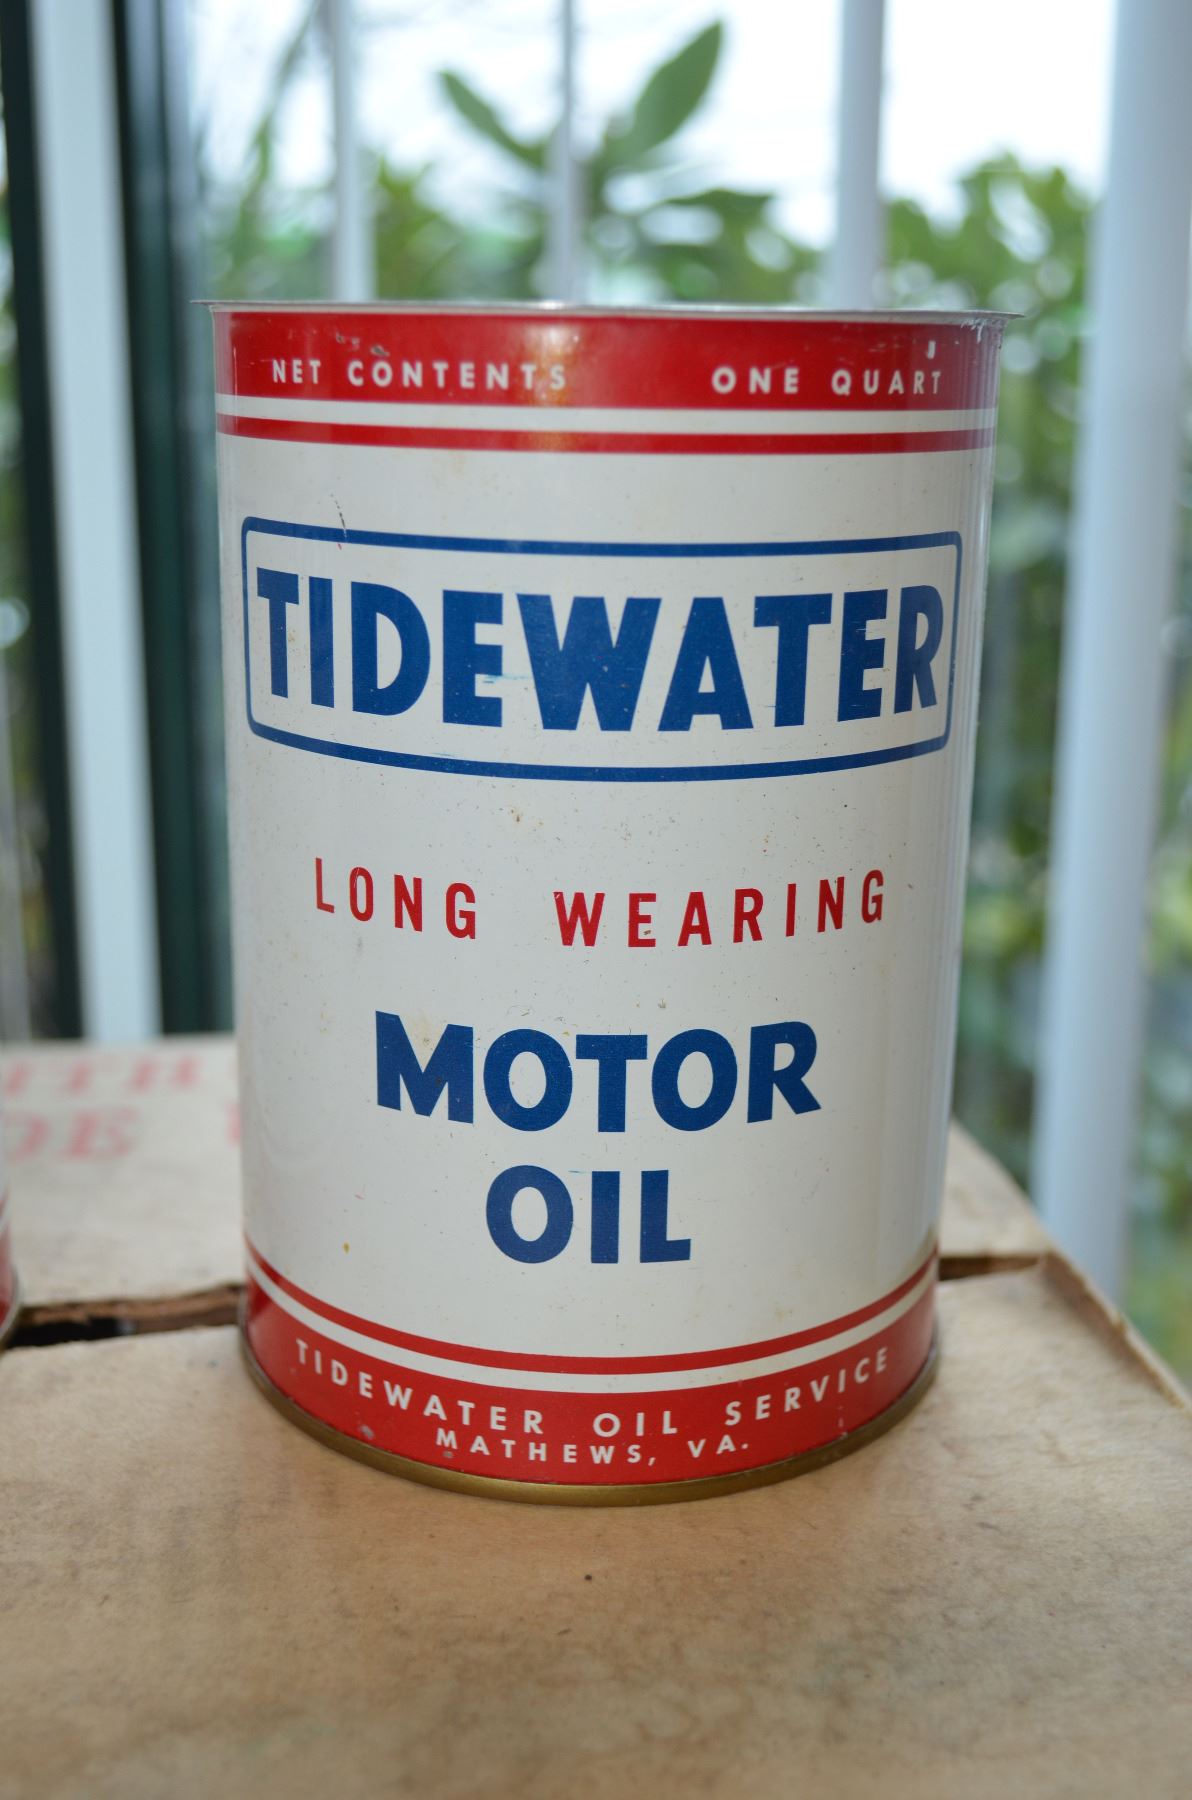 NET CONTENTS ONE QUART
TIDEWATER
LONG WEARING
MOTOR
OIL
TIDEWATER OIL SERVICE
MATHEWS, VA.